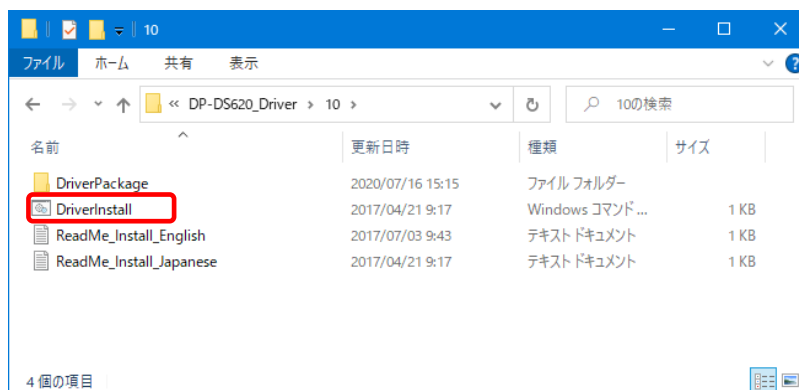 10
ファイル ホーム 共有 表示
« DP-DS620_Driver › 10 › 10の検索
名前 更新日時 種類 サイズ
DriverPackage 2020/07/16 15:15 ファイル フォルダー
DriverInstall 2017/04/21 9:17 Windows コマンド ... 1 KB
ReadMe_Install_English 2017/07/03 9:43 テキスト ドキュメント 1 KB
ReadMe_Install_Japanese 2017/04/21 9:17 テキスト ドキュメント 1 KB
4 個の項目